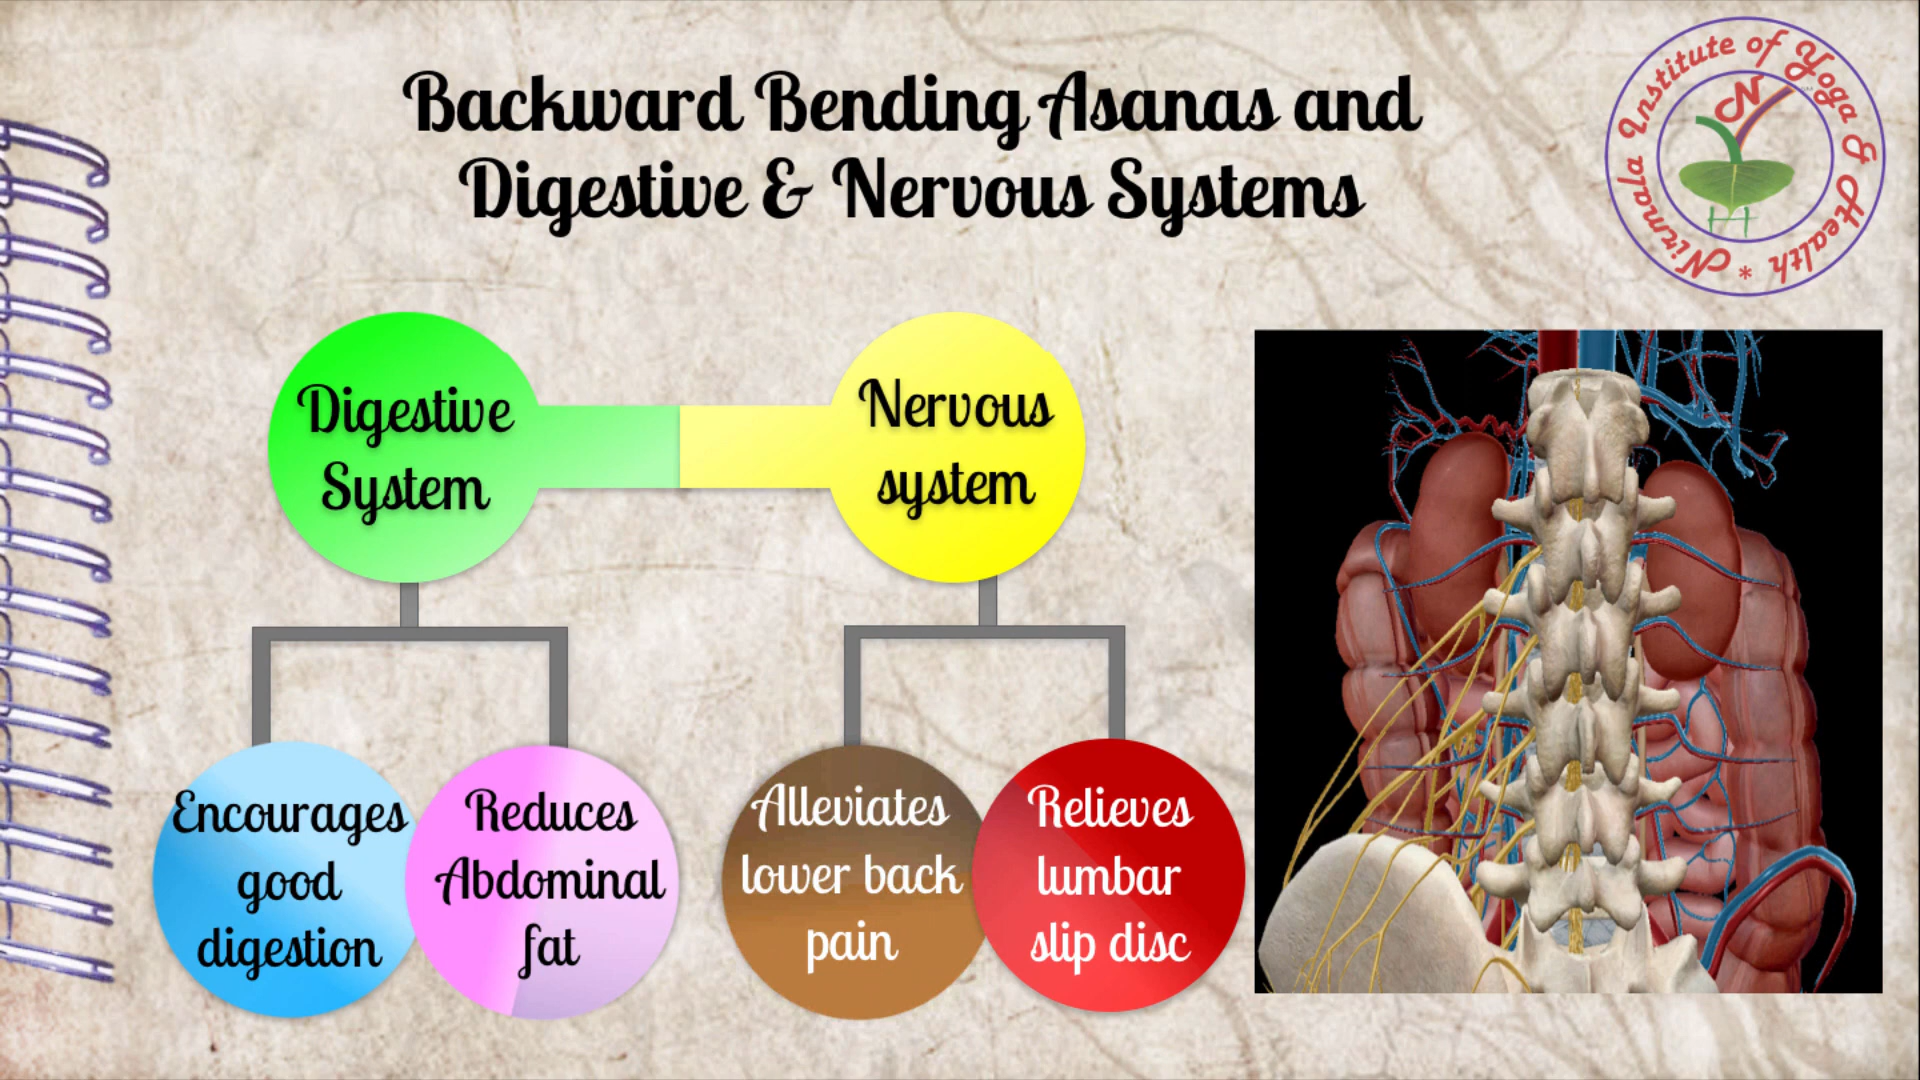 Backward Bending Asanas and
Digestive & Nervous Systems
Nirmala Institute of Yoga & Health *
N
Digestive
System
Nervous
system
Encourages
good
digestion
Reduces
Abdominal
fat
Alleviates
lower back
pain
Relieves
lumbar
slip disc